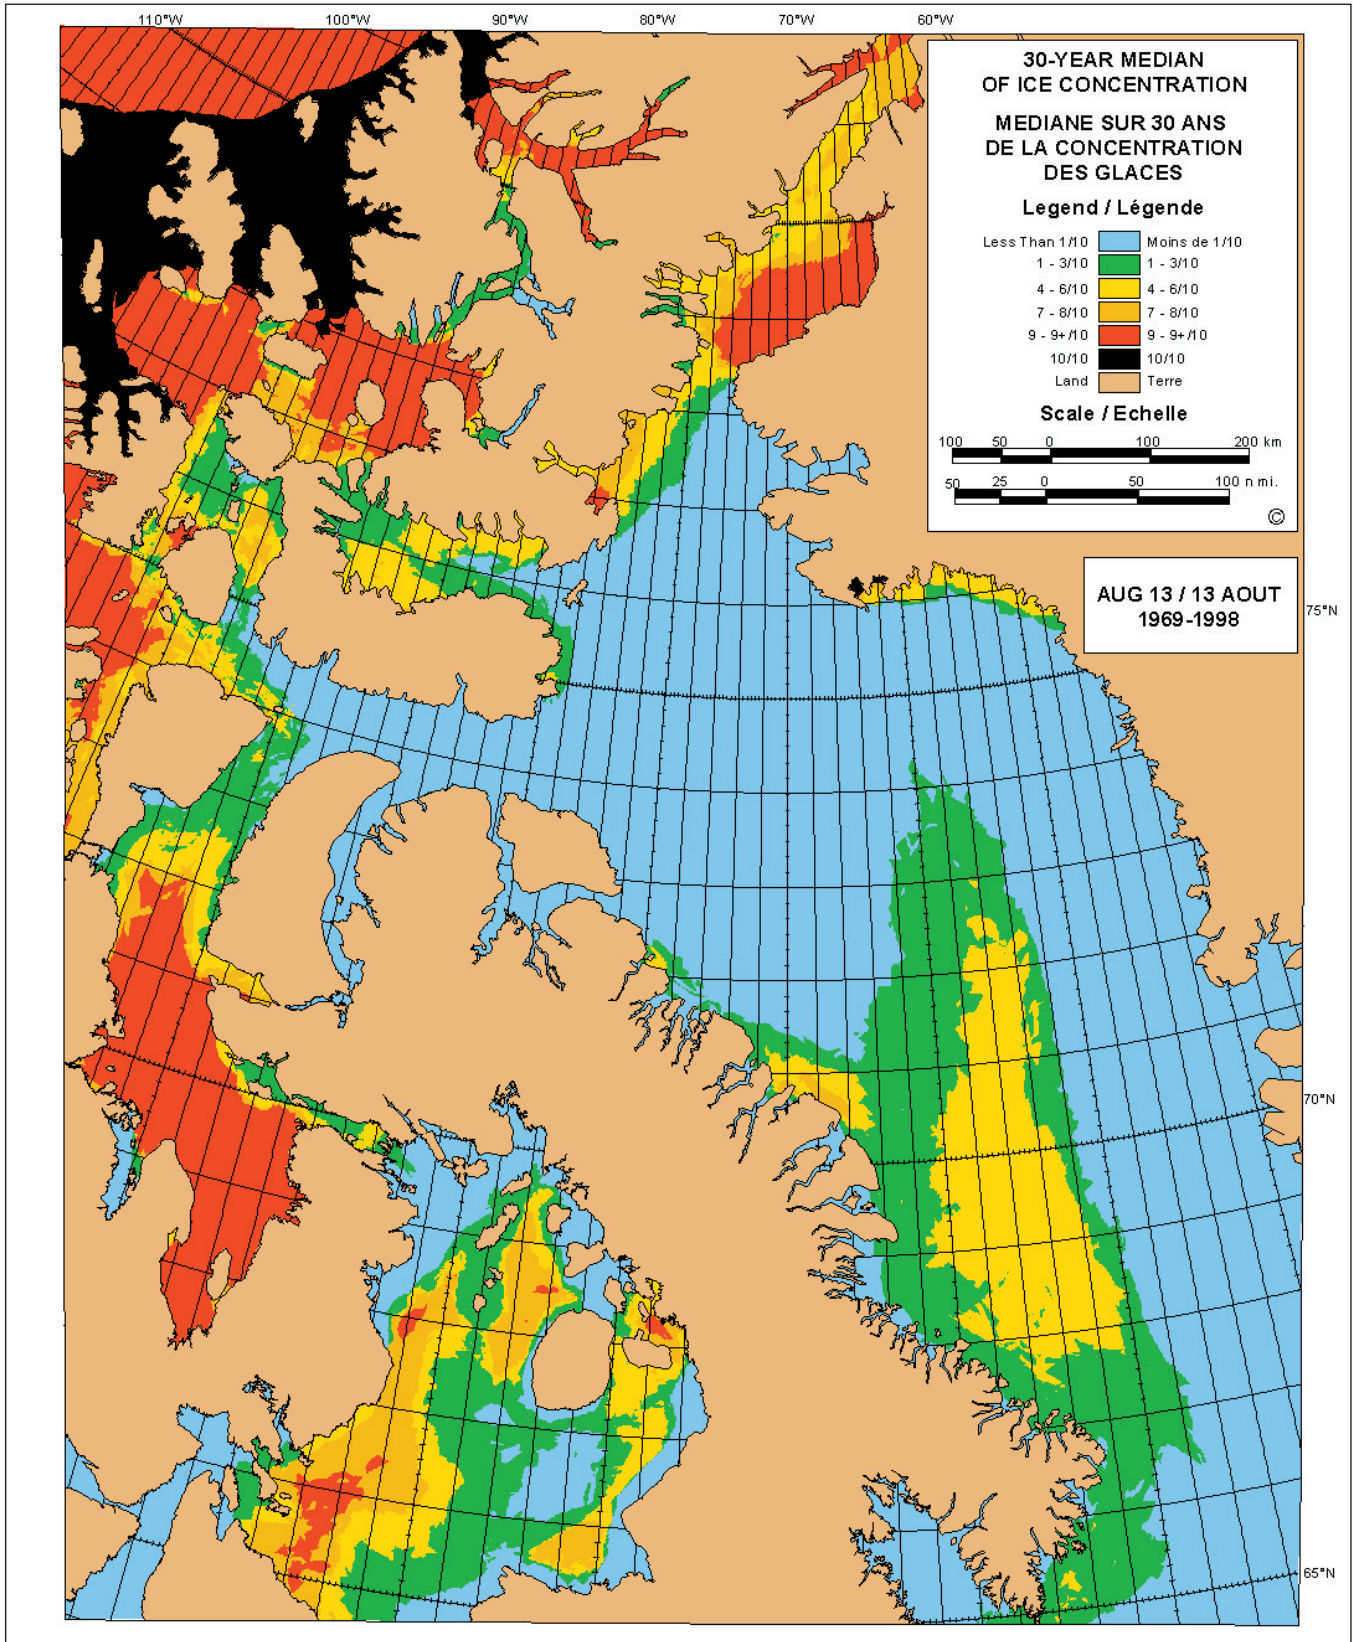 110°W 100°W 90°W 80°W 70°W 60°W
30-YEAR MEDIAN
OF ICE CONCENTRATION
MEDIANE SUR 30 ANS
DE LA CONCENTRATION
DES GLACES
Legend / Légende
Less Than 1/10 Moins de 1/10
1 - 3/10 1 - 3/10
4 - 6/10 4 - 6/10
7 - 8/10 7 - 8/10
9 - 9+/10 9 - 9+/10
10/10 10/10
Land Terre
Scale / Echelle
100 50 0 100 200 km
50 25 0 50 100 n mi.
©
AUG 13 / 13 AOUT
1969-1998
75°N
70°N
65°N